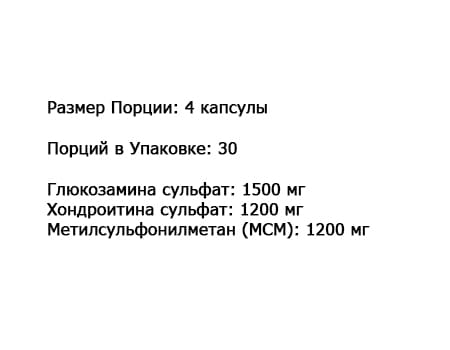 Размер Порции: 4 капсулы
Порций в Упаковке: 30
Глюкозамина сульфат: 1500 мг
Хондроитина сульфат: 1200 мг
Метилсульфонилметан (МСМ): 1200 мг